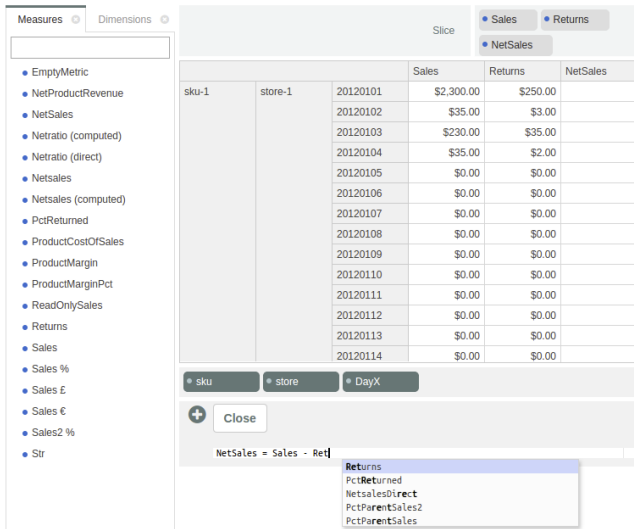 Measures Dimensions
EmptyMetric
NetProductRevenue
NetSales
Netratio (computed)
Netratio (direct)
Netsales
Netsales (computed)
PctReturned
ProductCostOfSales
ProductMargin
ProductMarginPct
ReadOnlySales
Returns
Sales
Sales %
Sales £
Sales €
Sales2 %
Str
Slice
Sales Returns
NetSales
Sales Returns NetSales
sku-1 store-1 20120101 $2,300.00 $250.00
20120102 $35.00 $3.00
20120103 $230.00 $35.00
20120104 $35.00 $2.00
20120105 $0.00 $0.00
20120106 $0.00 $0.00
20120107 $0.00 $0.00
20120108 $0.00 $0.00
20120109 $0.00 $0.00
20120110 $0.00 $0.00
20120111 $0.00 $0.00
20120112 $0.00 $0.00
20120113 $0.00 $0.00
20120114 $0.00 $0.00
sku store DayX
Close
NetSales = Sales - Ret
Returns
PctReturned
NetsalesDirect
PctParentSales2
PctParentSales